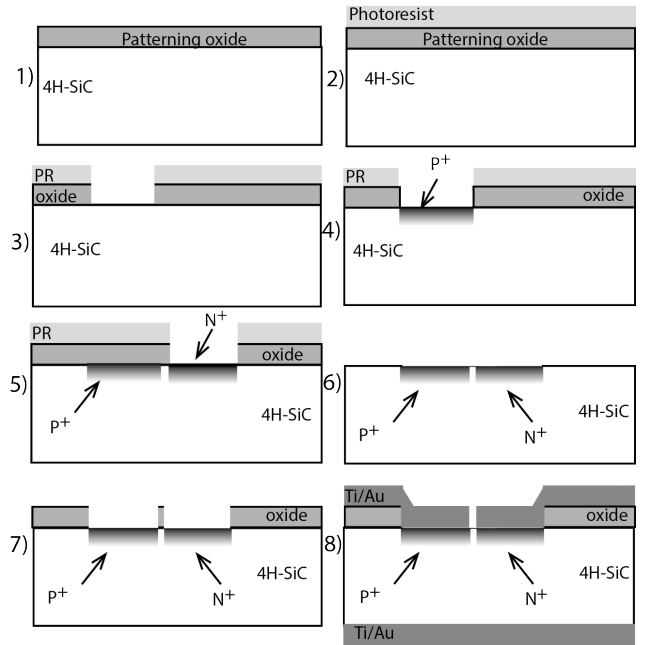 Patterning oxide
1)
4H-SiC
Photoresist
Patterning oxide
2)
4H-SiC
PR
oxide
3)
4H-SiC
P+
PR
oxide
4)
4H-SiC
N+
PR
oxide
5)
P+
4H-SiC
6)
4H-SiC
P+
N+
oxide
7)
4H-SiC
P+
N+
Ti/Au
oxide
8)
4H-SiC
P+
N+
Ti/Au